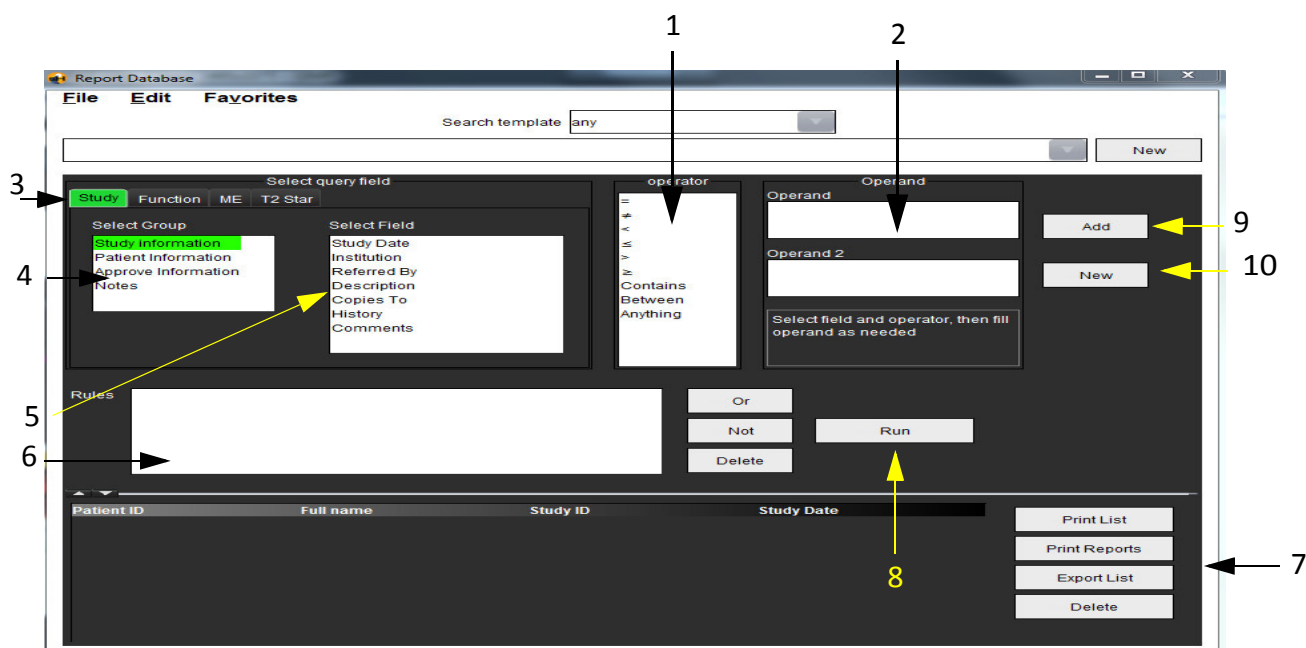 1
2
Report Database
File Edit Favorites
Search template any
New
3
Select query field
operator
Operand
Study Function ME T2 Star
Select Group
Study information
Patient Information
Approve Information
Notes
4
Select Field
Study Date
Institution
Referred By
Description
Copies To
History
Comments
5
=
≠
<
≤
>
≥
Contains
Between
Anything
Operand
Operand 2
Select field and operator, then fill
operand as needed
Add
9
New
10
Rules
6
Or
Not
Delete
Run
8
Patient ID Full name Study ID Study Date
Print List
Print Reports
Export List
Delete
7